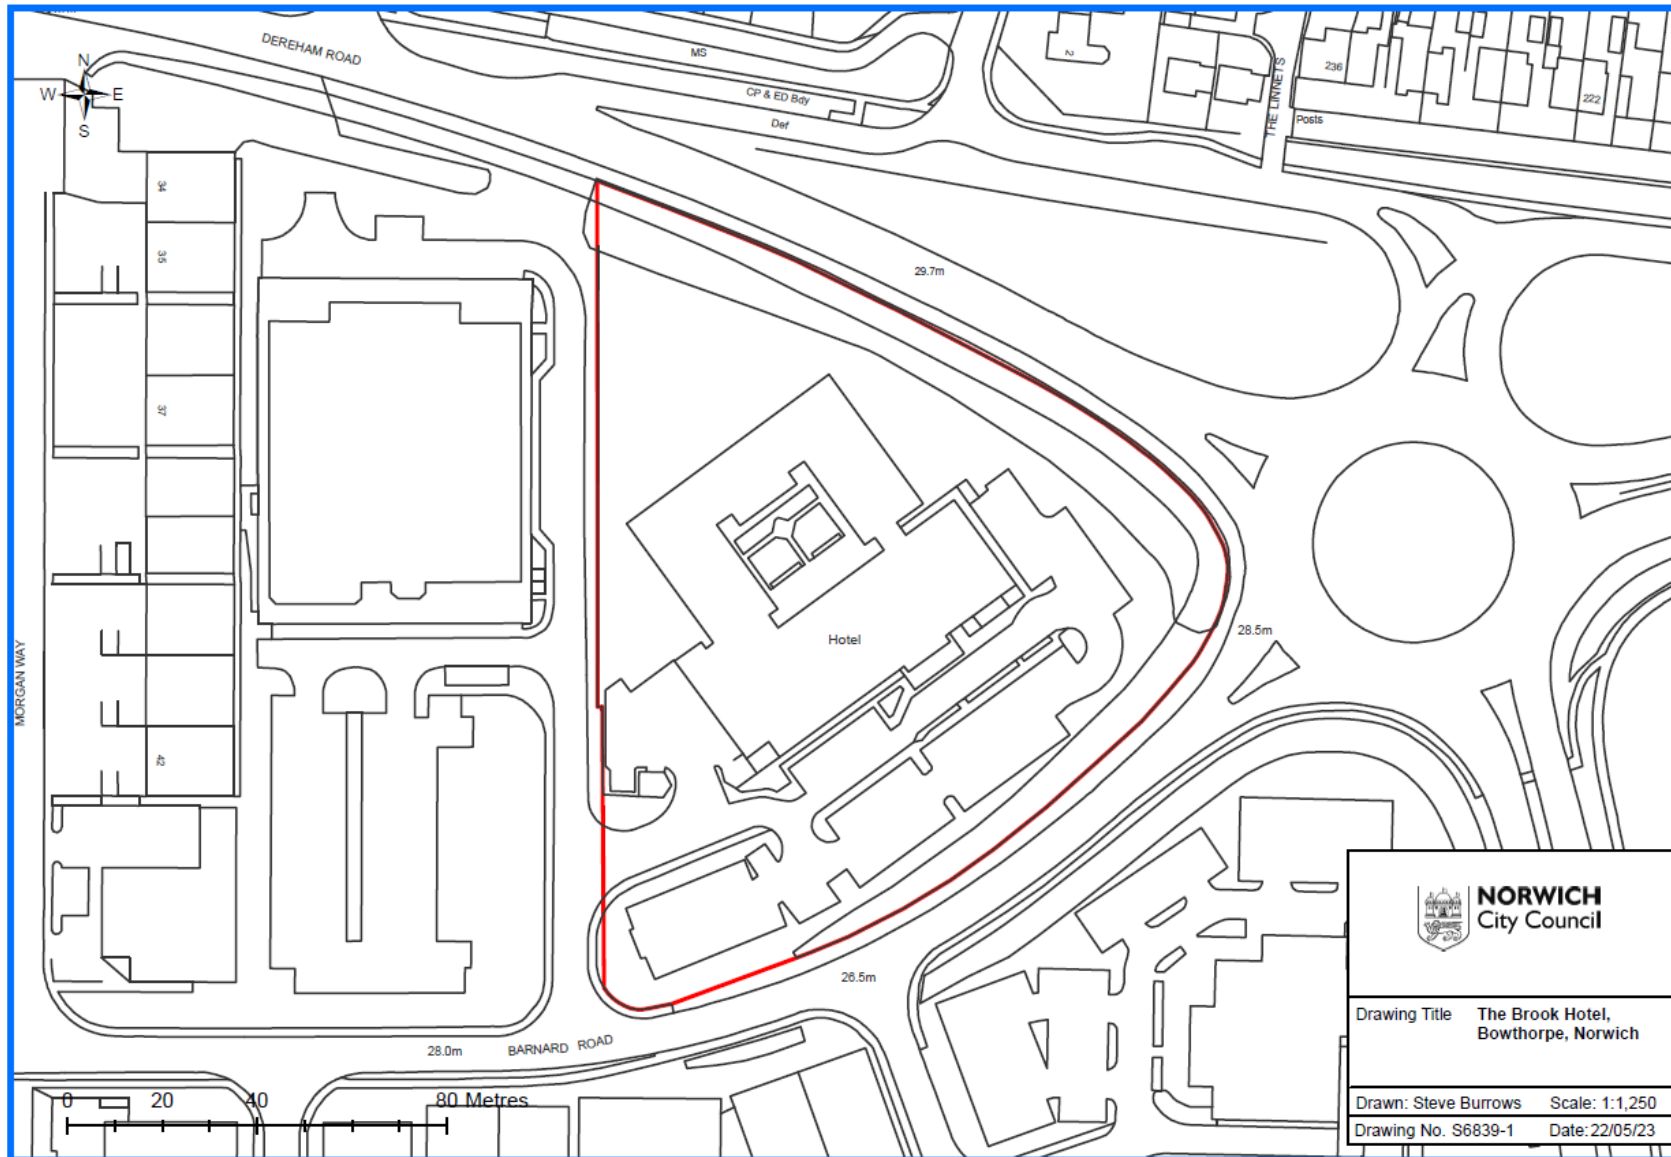 DEREHAM ROAD
MS
CP & ED Bdy
Def
2
THE LINNETS
236
222
Posts
N
W E
S
34
35
37
42
MORGAN WAY
29.7m
28.5m
Hotel
26.5m
28.0m
BARNARD ROAD
0 20 40 80 Metres
NORWICH
City Council
Drawing Title The Brook Hotel,
Bowthorpe, Norwich
Drawn: Steve Burrows Scale: 1:1,250
Drawing No. S6839-1 Date:22/05/23